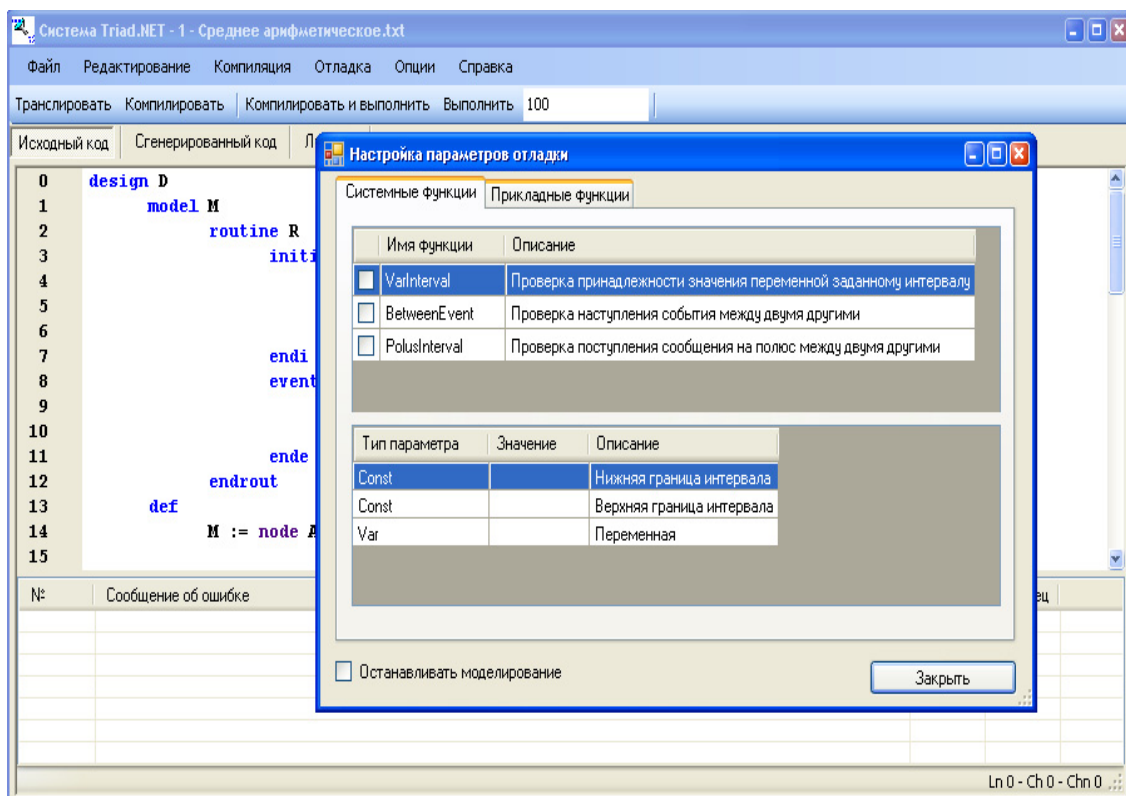 Система Triad.NET - 1 - Среднее арифметическое.txt
Файл Редактирование Компиляция Отладка Опции Справка
Транслировать Компилировать Компилировать и выполнить Выполнить 100
Исходный код Сгенерированный код
Настройка параметров отладки
Системные функции Прикладные функции
Имя функции Описание
VarInterval Проверка принадлежности значения переменной заданному интервалу
BetweenEvent Проверка наступления события между двумя другими
PolusInterval Проверка поступления сообщения на полюс между двумя другими
Тип параметра Значение Описание
Const Нижняя граница интервала
Const Верхняя граница интервала
Var Переменная
Останавливать моделирование
Закрыть
0 design D
1 model M
2 routine R
3 initi
4
5
6
7 endi
8 event
9
10
11 ende
12 endrout
13 def
14 M := node A
15
№ Сообщение об ошибке
Ln 0 - Ch 0 - Chn 0